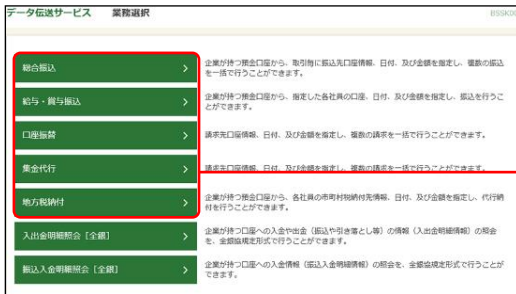 データ伝送サービス 業務選択
BSSK00
総合振込
企業が持つ預金口座から、取引毎に振込先口座情報、日付、及び金額を指定し、複数の振込
を一括で行うことができます。
給与・賞与振込
企業が持つ預金口座から、指定した各社員の口座、日付、及び金額を指定し、振込を行うこ
とができます。
口座振替
請求先口座情報、日付、及び金額を指定し、複数の請求を一括で行うことができます。
集金代行
請求先口座情報、日付、及び金額を指定し、複数の請求を一括で行うことができます。
地方税納付
企業が持つ預金口座から、各社員の市町村税納付先情報、日付、及び金額を指定し、代行納
付を行うことができます。
入出金明細照会［全銀］
企業が持つ口座への入金や出金（振込や引き落とし等）の情報（入出金明細情報）の照会
を、全銀協規定形式で行うことができます。
振込入金明細照会［全銀］
企業が持つ口座への入金情報（振込入金明細情報）の照会を、全銀協規定形式で行うことが
できます。